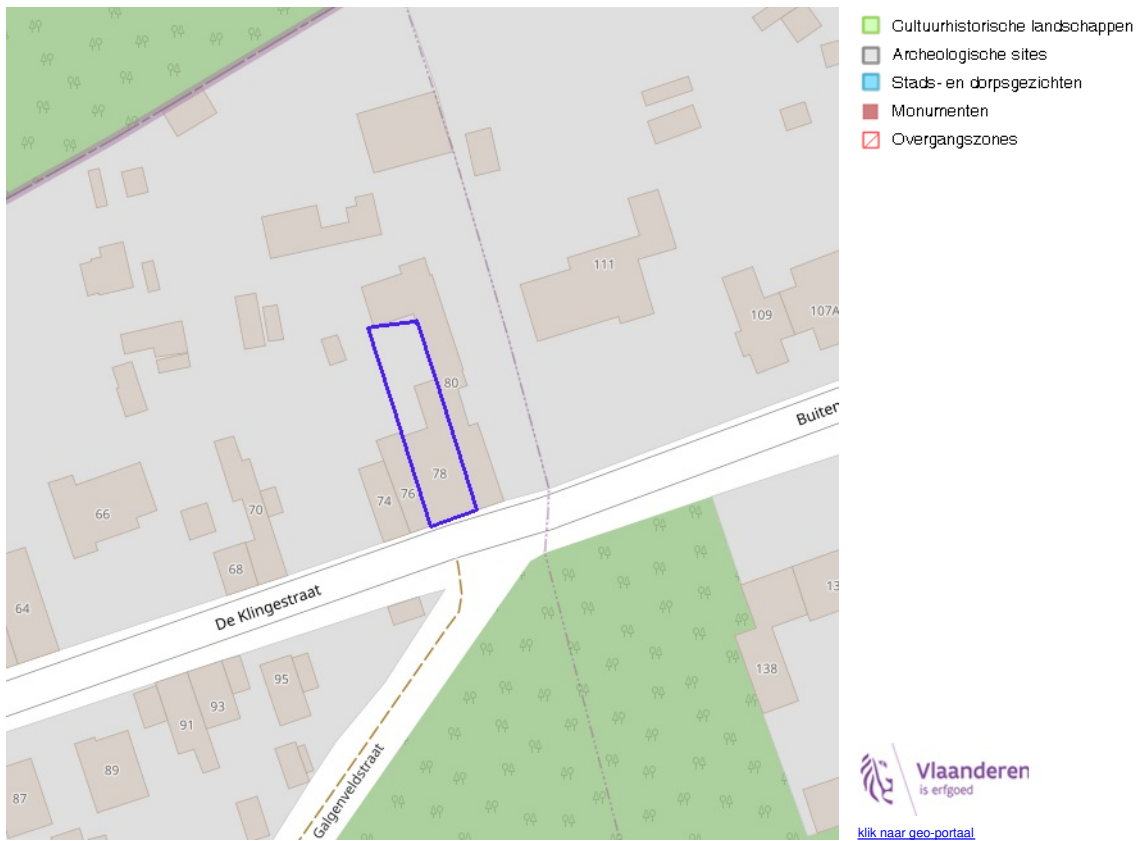 Cultuurhistorische landschappen
Archeologische sites
Stads- en dorpsgezichten
Monumenten
Overgangszones
111
109
107A
80
Buiten
78
76
74
66
70
68
64
De Klingestraat
13
138
95
93
91
89
87
Galgenveldstraat
Vlaanderen
is erfgoed
klik naar geo-portaal